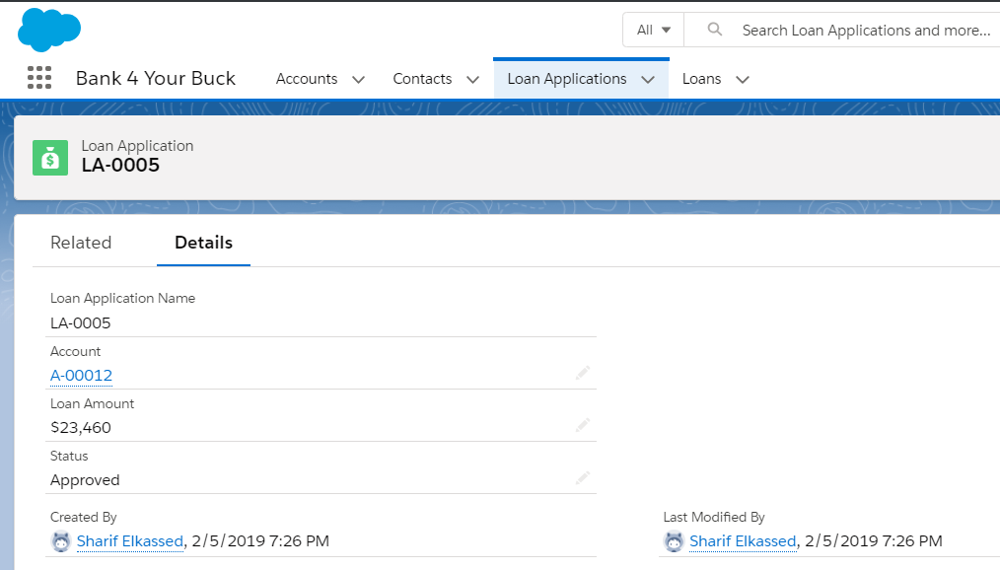 All Search Loan Applications and more...
Bank 4 Your Buck Accounts Contacts Loan Applications Loans
Loan Application
LA-0005
Related Details
Loan Application Name
LA-0005
Account
A-00012
Loan Amount
$23,460
Status
Approved
Created By Last Modified By
Sharif Elkassed, 2/5/2019 7:26 PM Sharif Elkassed, 2/5/2019 7:26 PM